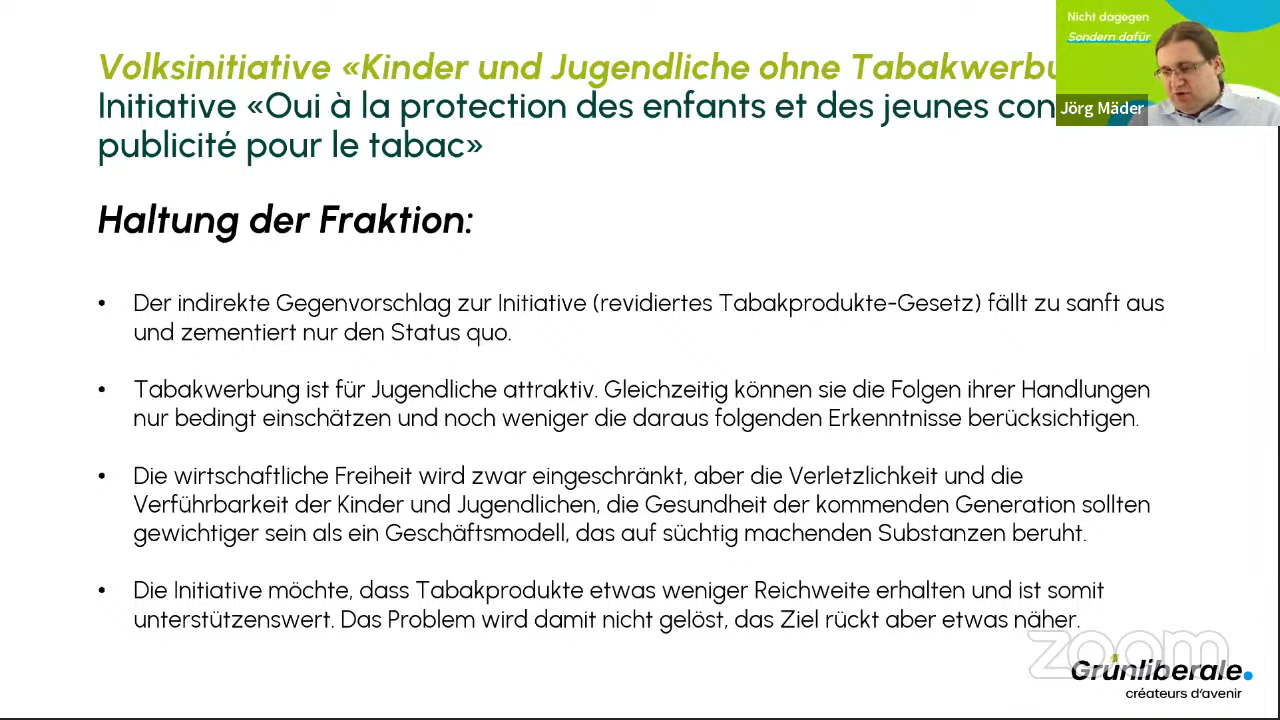 Nicht dagegen
Sondern dafür
Jörg Mäder
Volksinitiative «Kinder und Jugendliche ohne Tabakwerbu
Initiative «Oui à la protection des enfants et des jeunes con
publicité pour le tabac»
Haltung der Fraktion:
• Der indirekte Gegenvorschlag zur Initiative (revidiertes Tabakprodukte-Gesetz) fällt zu sanft aus
und zementiert nur den Status quo.
• Tabakwerbung ist für Jugendliche attraktiv. Gleichzeitig können sie die Folgen ihrer Handlungen
nur bedingt einschätzen und noch weniger die daraus folgenden Erkenntnisse berücksichtigen.
• Die wirtschaftliche Freiheit wird zwar eingeschränkt, aber die Verletzlichkeit und die
Verführbarkeit der Kinder und Jugendlichen, die Gesundheit der kommenden Generation sollten
gewichtiger sein als ein Geschäftsmodell, das auf süchtig machenden Substanzen beruht.
• Die Initiative möchte, dass Tabakprodukte etwas weniger Reichweite erhalten und ist somit
unterstützenswert. Das Problem wird damit nicht gelöst, das Ziel rückt aber etwas näher.
zoom
Grünliberale.
créateurs d'avenir